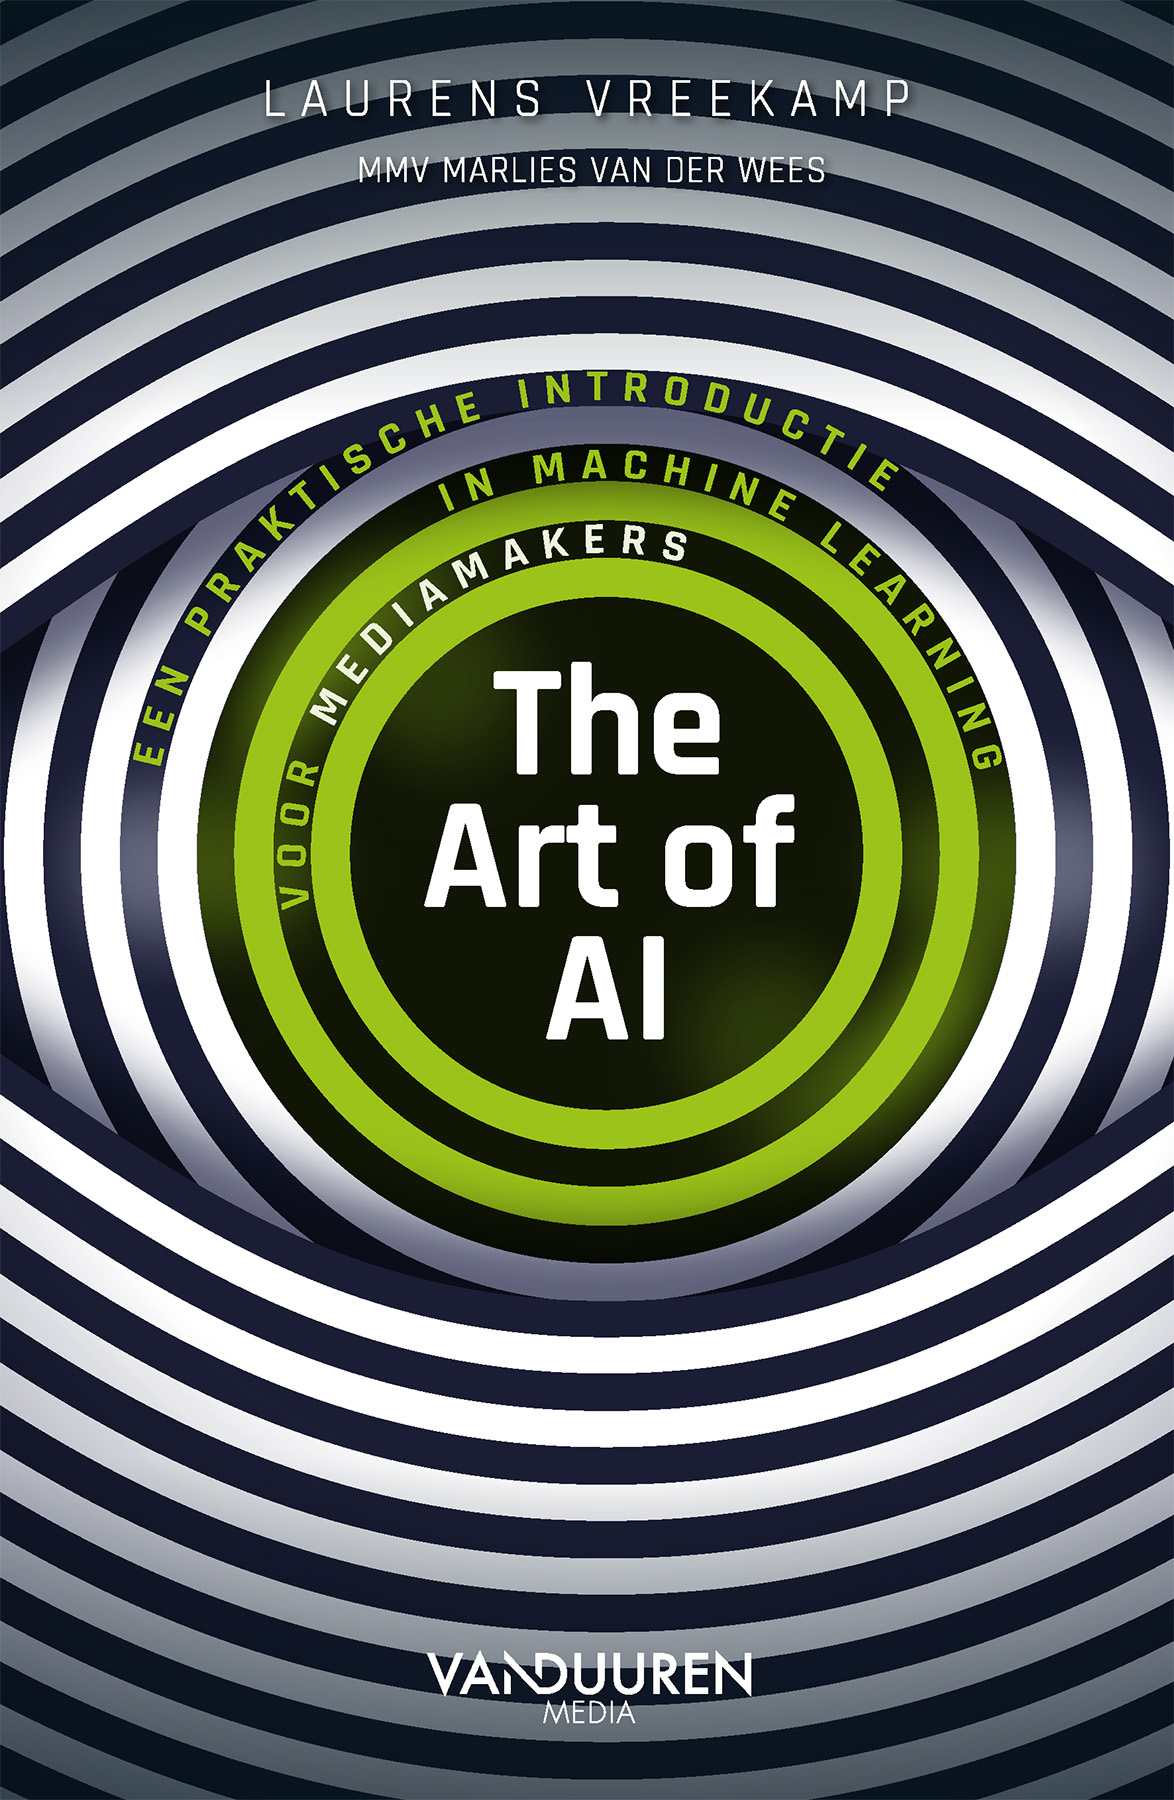 LAURENS VREEKAMP
MMV MARLIES VAN DER WEES
EEN PRAKTISCHE INTRODUCTIE
IN MACHINE LEARNING
VOOR MEDIAMAKERS
The
Art of
AI
VANDUUREN
MEDIA